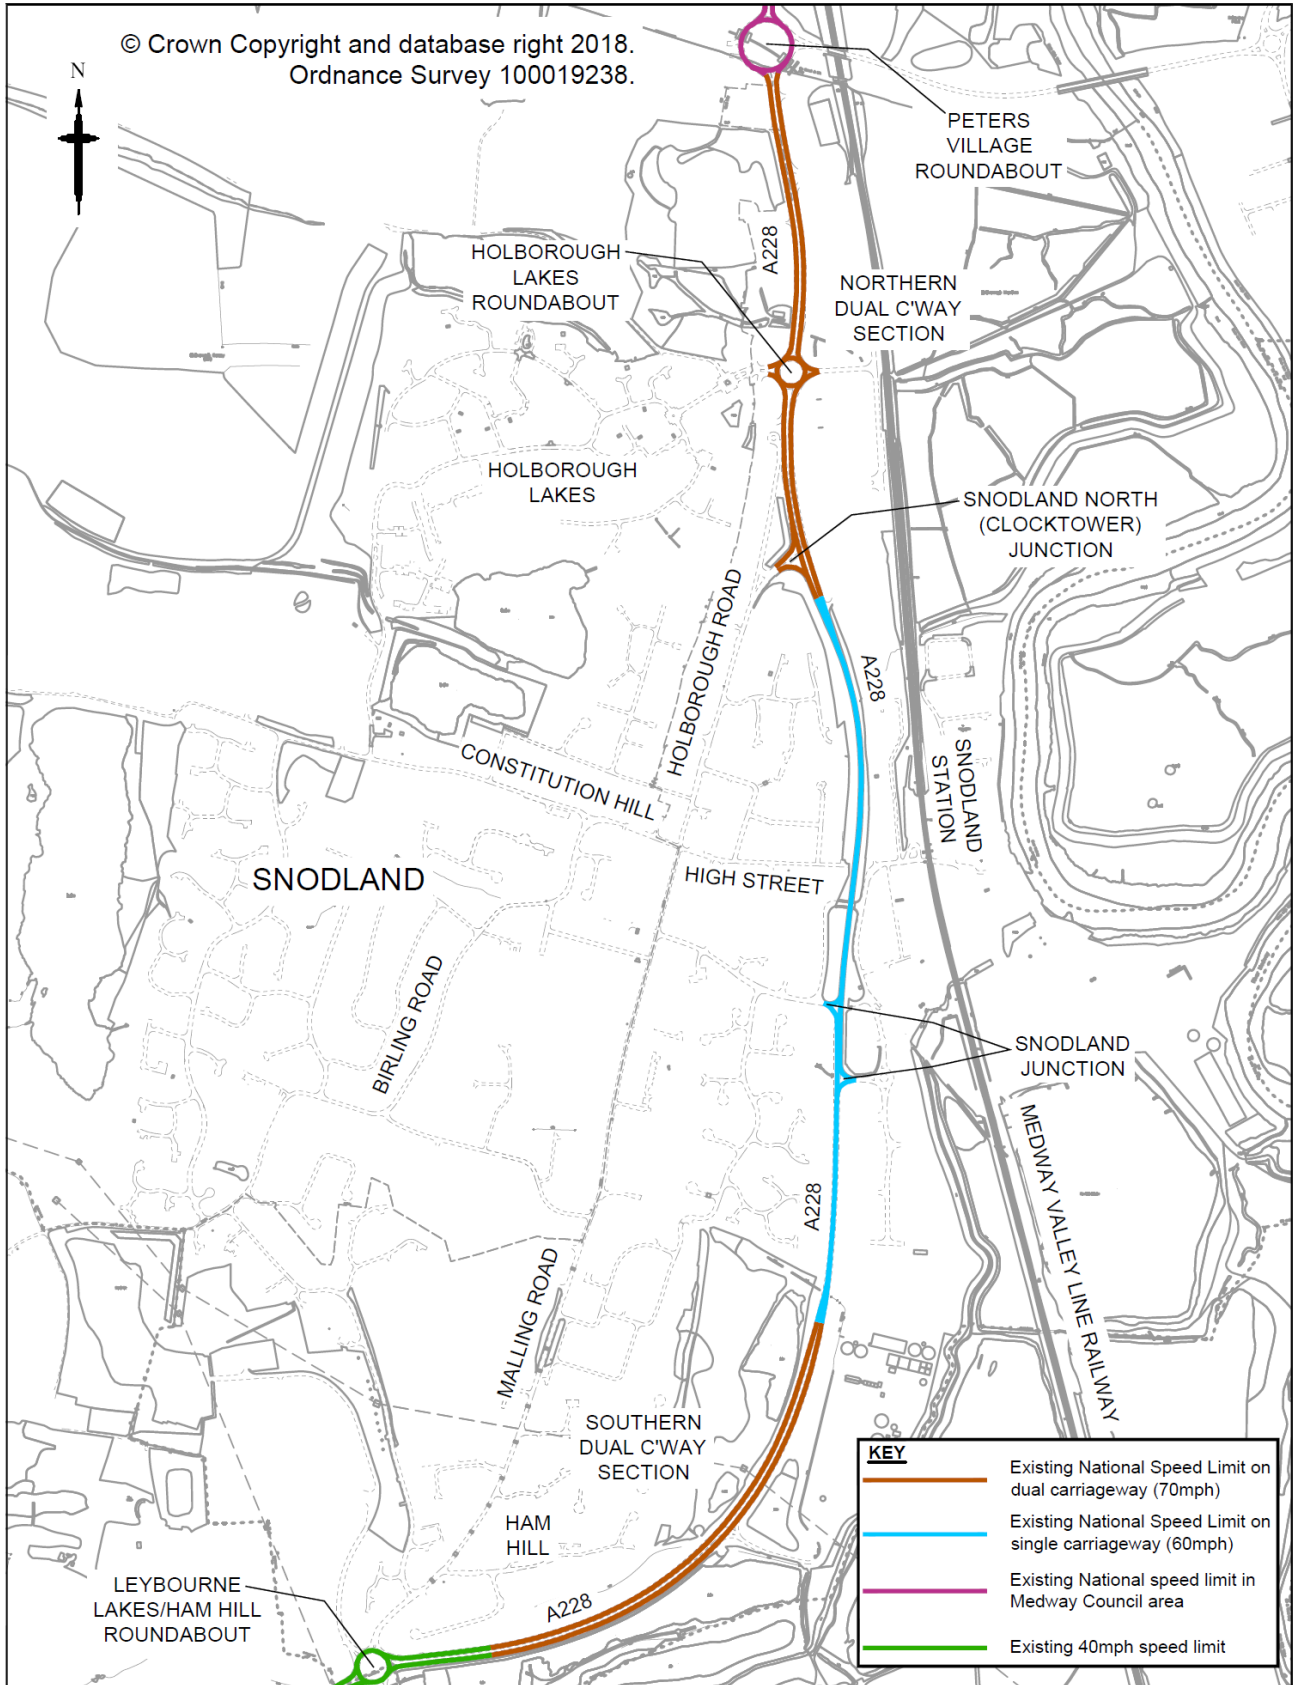 © Crown Copyright and database right 2018.
Ordnance Survey 100019238.
N
PETERS
VILLAGE
ROUNDABOUT
A228
HOLBOROUGH
LAKES
ROUNDABOUT
NORTHERN
DUAL C'WAY
SECTION
HOLBOROUGH
LAKES
SNODLAND NORTH
(CLOCKTOWER)
JUNCTION
HOLBOROUGH ROAD
A228
CONSTITUTION HILL
SNODLAND
STATION
SNODLAND
HIGH STREET
BIRLING ROAD
SNODLAND
JUNCTION
MEDWAY VALLEY LINE RAILWAY
A228
MALLING ROAD
SOUTHERN
DUAL C'WAY
SECTION
HAM
HILL
LEYBOURNE
LAKES/HAM HILL
ROUNDABOUT
A228
KEY
Existing National Speed Limit on
dual carriageway (70mph)
Existing National Speed Limit on
single carriageway (60mph)
Existing National speed limit in
Medway Council area
Existing 40mph speed limit